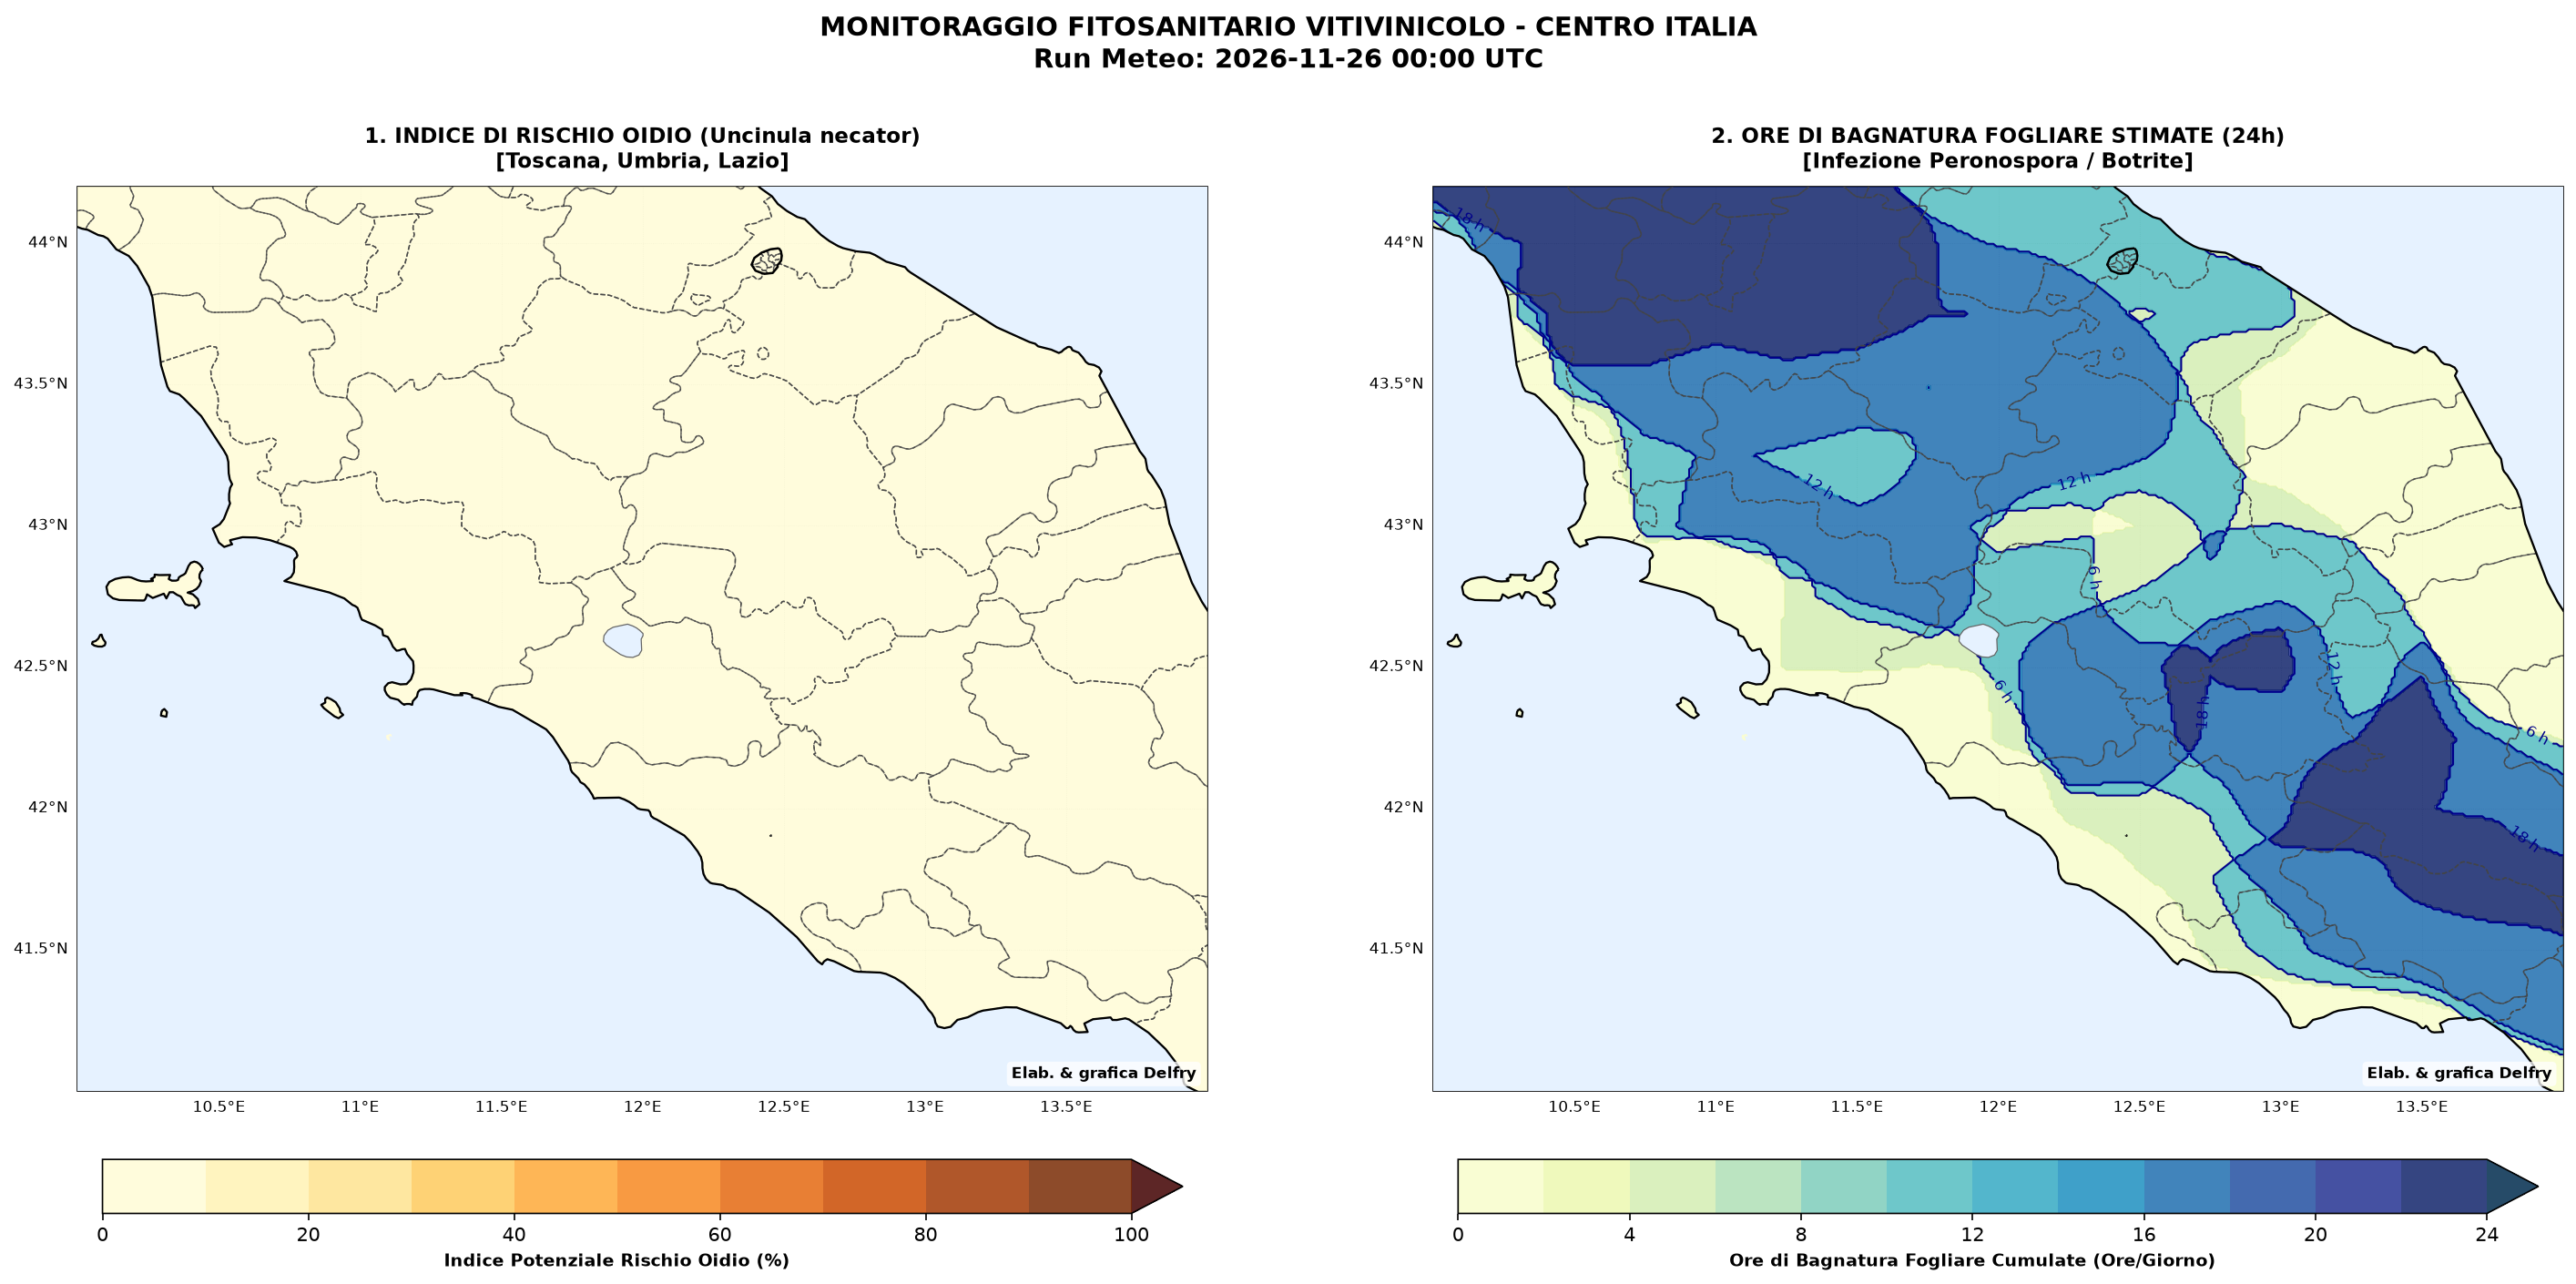 MONITORAGGIO FITOSANITARIO VITIVINICOLO - CENTRO ITALIA
Run Meteo: 2026-11-26 00:00 UTC
1. INDICE DI RISCHIO OIDIO (Uncinula necator)
[Toscana, Umbria, Lazio]
44°N
43.5°N
43°N
42.5°N
42°N
41.5°N
10.5°E 11°E 11.5°E 12°E 12.5°E 13°E 13.5°E
Elab. & grafica Delfry
0 20 40 60 80 100
Indice Potenziale Rischio Oidio (%)
2. ORE DI BAGNATURA FOGLIARE STIMATE (24h)
[Infezione Peronospora / Botrite]
44°N
43.5°N
43°N
42.5°N
42°N
41.5°N
18 h
12 h
12 h
6 h
12 h
6 h
18 h
6 h
18 h
10.5°E 11°E 11.5°E 12°E 12.5°E 13°E 13.5°E
Elab. & grafica Delfry
0 4 8 12 16 20 24
Ore di Bagnatura Fogliare Cumulate (Ore/Giorno)